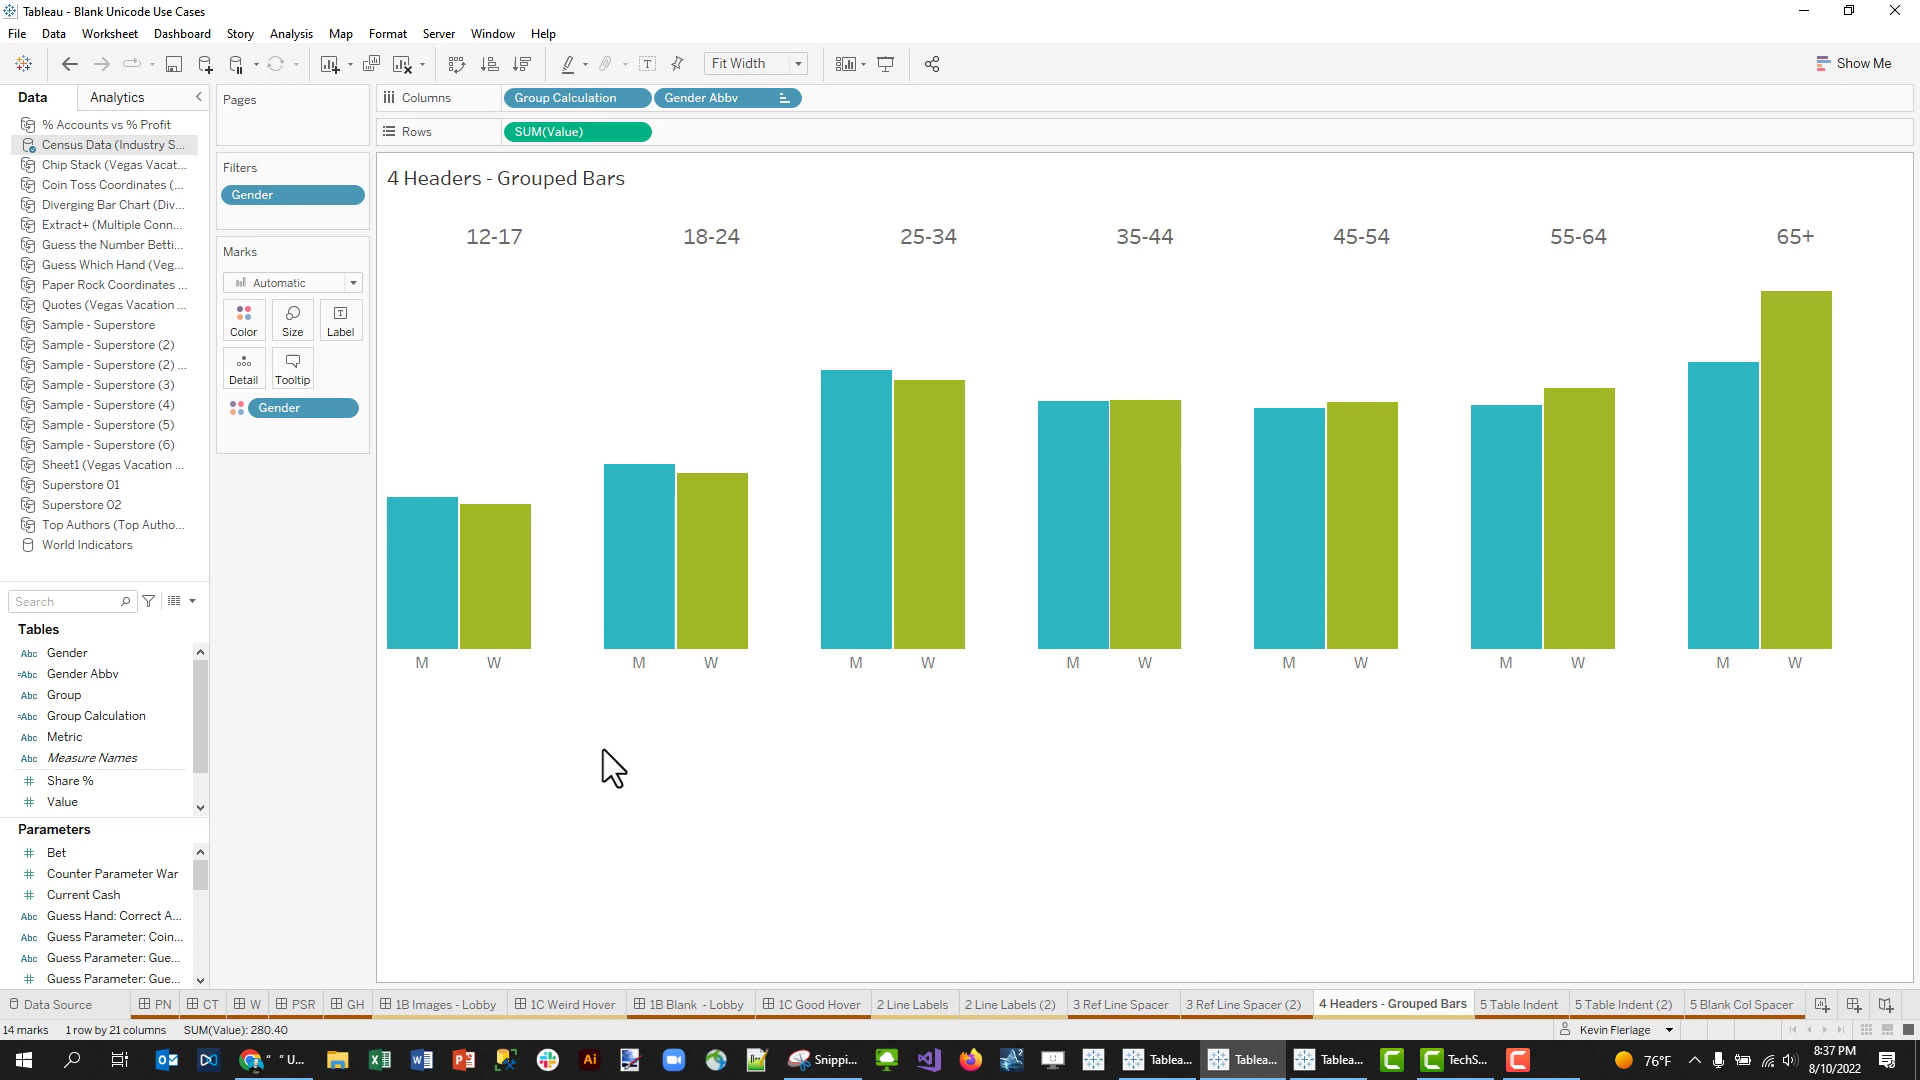 Tableau - Blank Unicode Use Cases
File Data Worksheet Dashboard Story Analysis Map Format Server Window Help
Fit Width
Show Me
Data Analytics
Pages
Columns Group Calculation Gender Abbv
Rows SUM(Value)
% Accounts vs % Profit
Census Data (Industry S...
Chip Stack (Vegas Vacat...
Coin Toss Coordinates (...
Diverging Bar Chart (Div...
Extract+ (Multiple Conn...
Guess the Number Betti...
Guess Which Hand (Veg...
Paper Rock Coordinates ...
Quotes (Vegas Vacation ...
Sample - Superstore
Sample - Superstore (2)
Sample - Superstore (2) ...
Sample - Superstore (3)
Sample - Superstore (4)
Sample - Superstore (5)
Sample - Superstore (6)
Sheet1 (Vegas Vacation ...
Superstore 01
Superstore 02
Top Authors (Top Autho...
World Indicators
Search
Tables
Abc Gender
=Abc Gender Abbv
Abc Group
=Abc Group Calculation
Abc Metric
Abc Measure Names
# Share %
# Value
Parameters
# Bet
# Counter Parameter War
# Current Cash
Abc Guess Hand: Correct A...
Abc Guess Parameter: Coin...
Abc Guess Parameter: Gue...
# Guess Parameter: Gue...
Filters
Gender
Marks
Automatic
Color Size Label
Detail Tooltip
Gender
4 Headers - Grouped Bars
12-17 18-24 25-34 35-44 45-54 55-64 65+
M W M W M W M W M W M W M W
Data Source PN CT W PSR GH 1B Images - Lobby 1C Weird Hover 1B Blank - Lobby 1C Good Hover 2 Line Labels 2 Line Labels (2) 3 Ref Line Spacer 3 Ref Line Spacer (2) 4 Headers - Grouped Bars 5 Table Indent 5 Table Indent (2) 5 Blank Col Spacer
14 marks 1 row by 21 columns SUM(Value): 280.40
Kevin Flerlage
" " U... Snippi... Tablea... Tablea... Tablea... TechS... 76°F 8:37 PM
8/10/2022